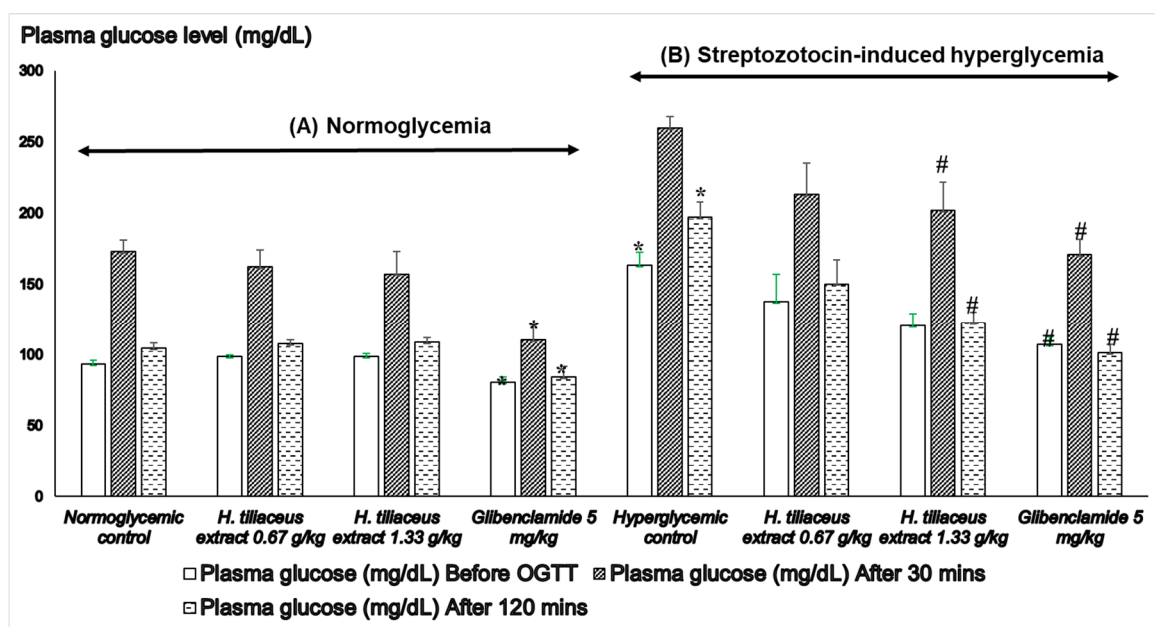 Plasma glucose level (mg/dL)
(B) Streptozotocin-induced hyperglycemia
(A) Normoglycemia
300
250
200
150
100
50
0
* * *
* *
#
# #
#
# #
Normoglycemic control
H. tiliaceus extract 0.67 g/kg
H. tiliaceus extract 1.33 g/kg
Glibenclamide 5 mg/kg
Hyperglycemic control
H. tiliaceus extract 0.67 g/kg
H. tiliaceus extract 1.33 g/kg
Glibenclamide 5 mg/kg
Plasma glucose (mg/dL) Before OGTT
Plasma glucose (mg/dL) After 30 mins
Plasma glucose (mg/dL) After 120 mins